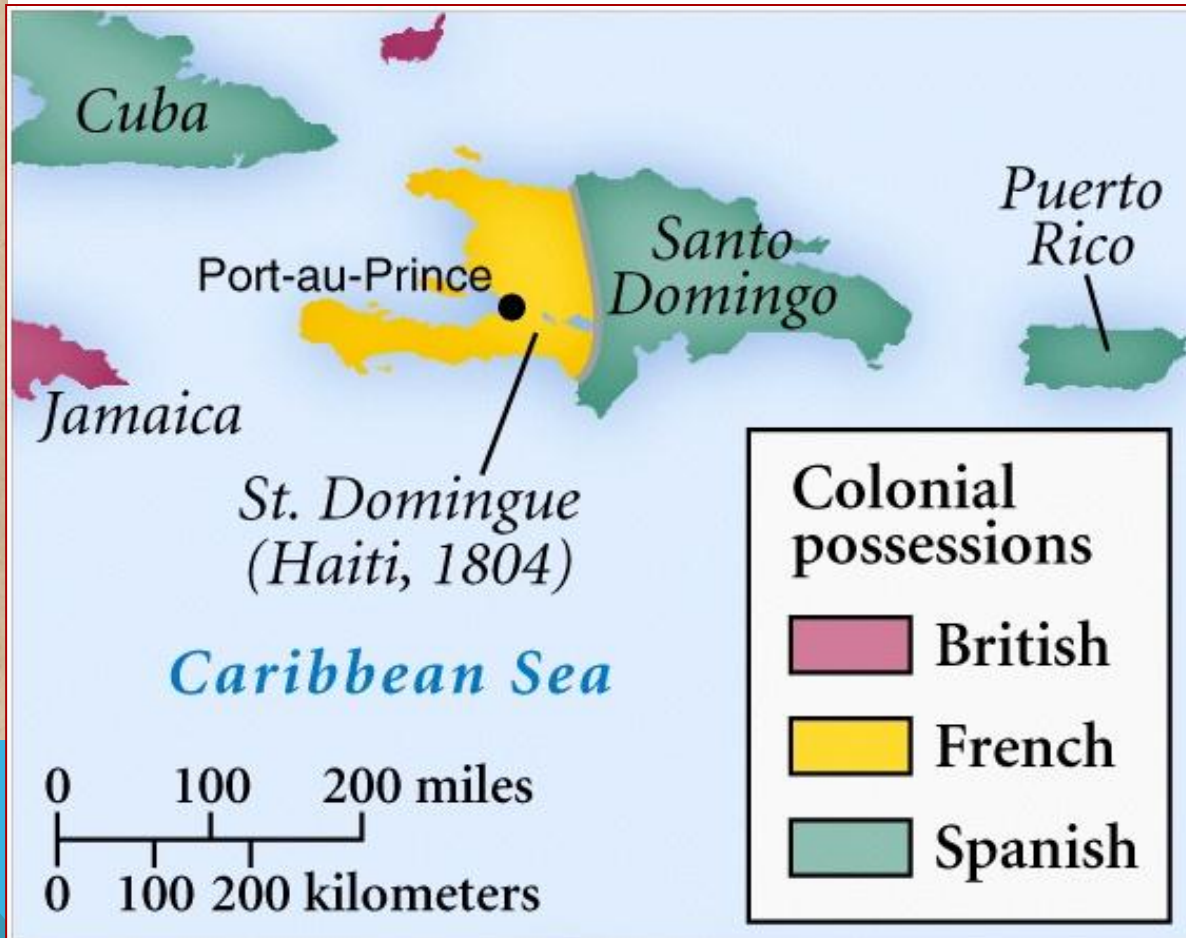 Cuba
Puerto
Rico
Santo
Domingo
Port-au-Prince
Jamaica
St. Domingue
(Haiti, 1804)
Caribbean Sea
0 100 200 miles
0 100 200 kilometers
Colonial
possessions
British
French
Spanish